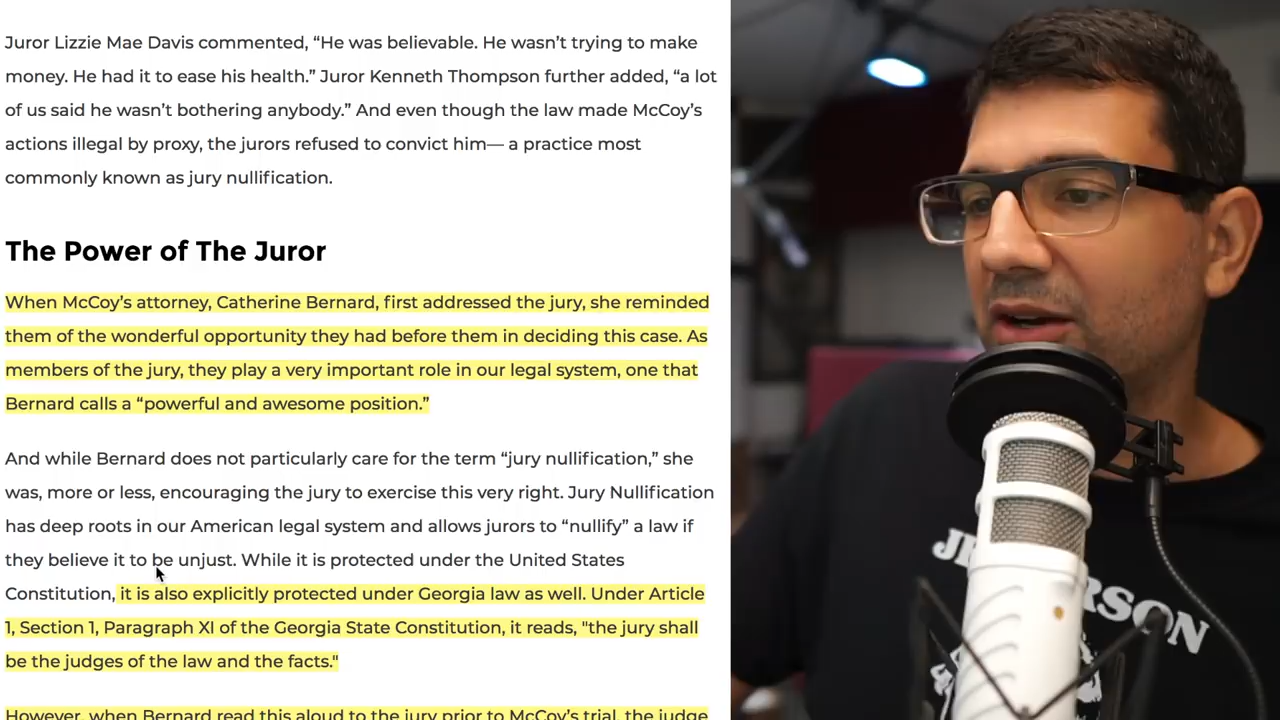 Juror Lizzie Mae Davis commented, “He was believable. He wasn’t trying to make
money. He had it to ease his health.” Juror Kenneth Thompson further added, “a lot
of us said he wasn’t bothering anybody.” And even though the law made McCoy’s
actions illegal by proxy, the jurors refused to convict him— a practice most
commonly known as jury nullification.
The Power of The Juror
When McCoy’s attorney, Catherine Bernard, first addressed the jury, she reminded
them of the wonderful opportunity they had before them in deciding this case. As
members of the jury, they play a very important role in our legal system, one that
Bernard calls a “powerful and awesome position.”
And while Bernard does not particularly care for the term “jury nullification,” she
was, more or less, encouraging the jury to exercise this very right. Jury Nullification
has deep roots in our American legal system and allows jurors to “nullify” a law if
they believe it to be unjust. While it is protected under the United States
Constitution, it is also explicitly protected under Georgia law as well. Under Article
1, Section 1, Paragraph XI of the Georgia State Constitution, it reads, "the jury shall
be the judges of the law and the facts."
However, when Bernard read this aloud to the jury prior to McCoy’s trial, the judge